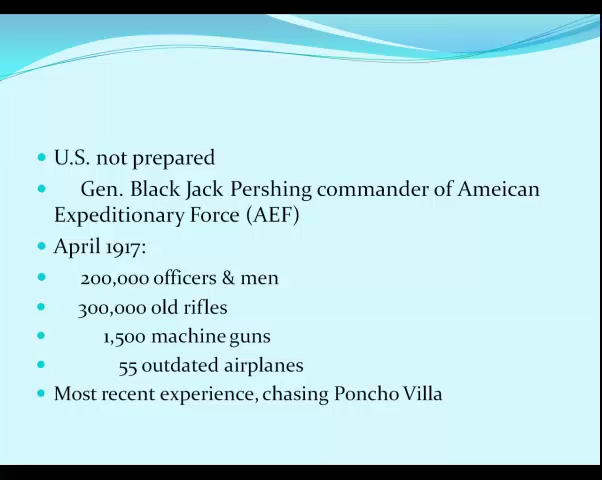 U.S. not prepared
Gen. Black Jack Pershing commander of Ameican
Expeditionary Force (AEF)
April 1917:
200,000 officers & men
300,000 old rifles
1,500 machine guns
55 outdated airplanes
Most recent experience, chasing Poncho Villa